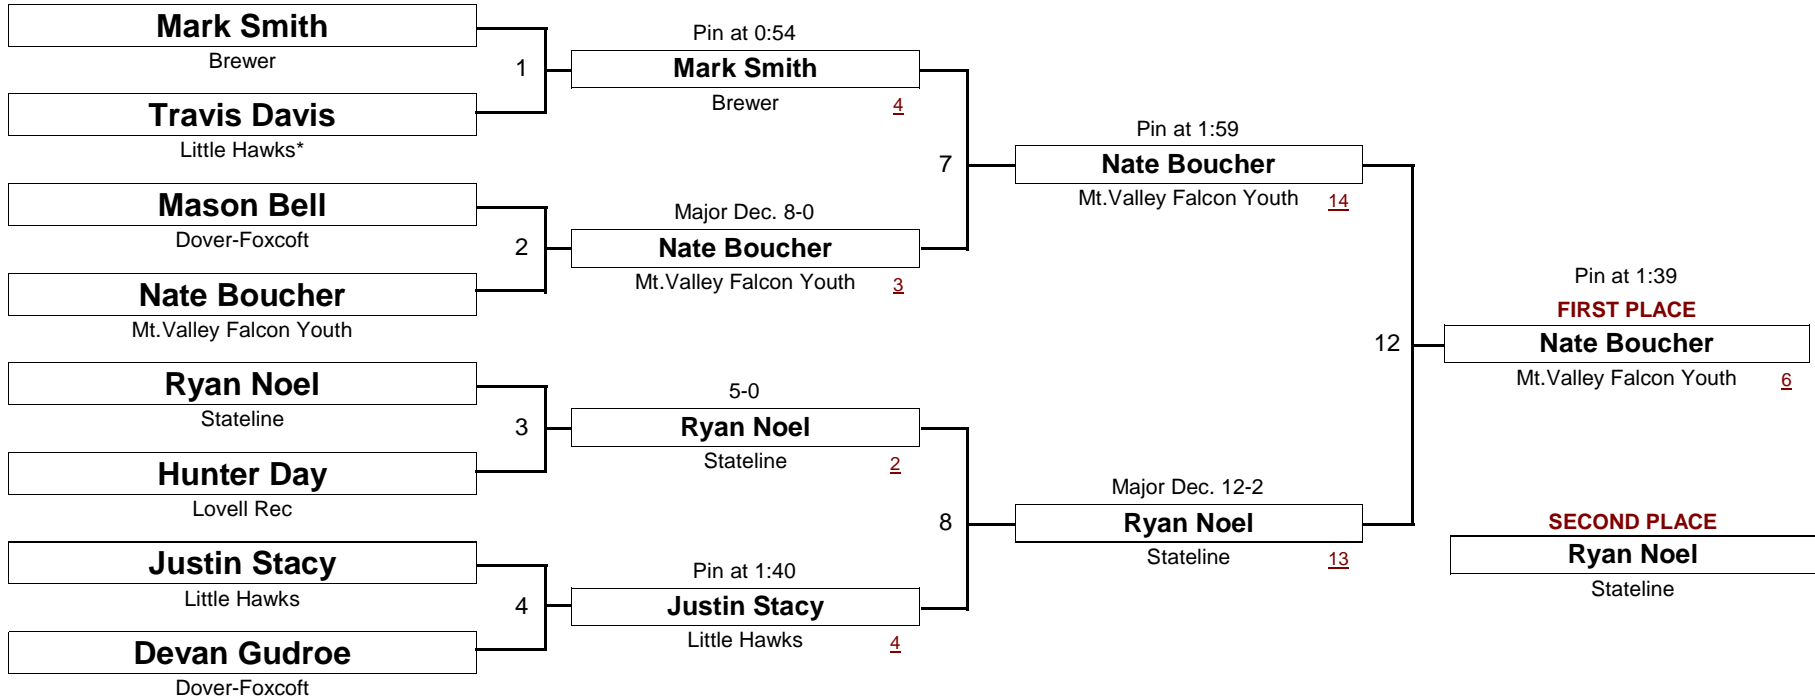 Mark Smith
Brewer
1
Travis Davis
Little Hawks*
Mason Bell
Dover-Foxcoft
2
Nate Boucher
Mt.Valley Falcon Youth
Ryan Noel
Stateline
3
Hunter Day
Lovell Rec
Justin Stacy
Little Hawks
4
Devan Gudroe
Dover-Foxcoft
Pin at 0:54
Mark Smith
Brewer 4
7
Major Dec. 8-0
Nate Boucher
Mt.Valley Falcon Youth 3
5-0
Ryan Noel
Stateline 2
8
Pin at 1:40
Justin Stacy
Little Hawks 4
Pin at 1:59
Nate Boucher
Mt.Valley Falcon Youth 14
12
Major Dec. 12-2
Ryan Noel
Stateline 13
Pin at 1:39
FIRST PLACE
Nate Boucher
Mt.Valley Falcon Youth 6
SECOND PLACE
Ryan Noel
Stateline